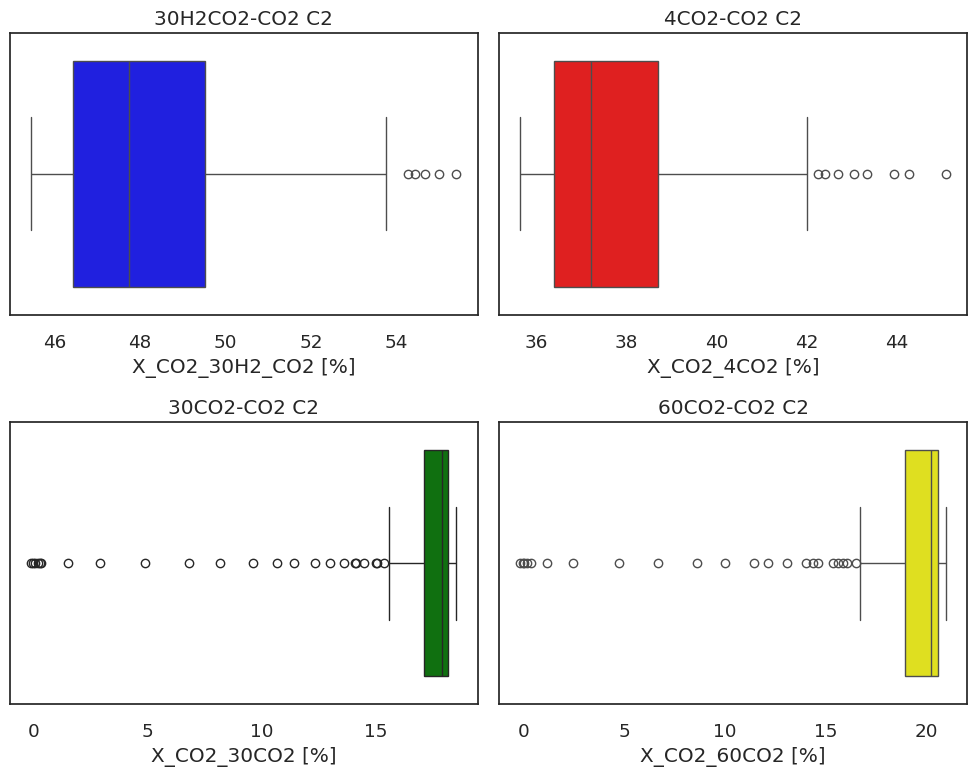 30H2CO2-CO2 C2
4CO2-CO2 C2
46 48 50 52 54
36 38 40 42 44
X_CO2_30H2_CO2 [%]
X_CO2_4CO2 [%]
30CO2-CO2 C2
60CO2-CO2 C2
0 5 10 15
0 5 10 15 20
X_CO2_30CO2 [%]
X_CO2_60CO2 [%]